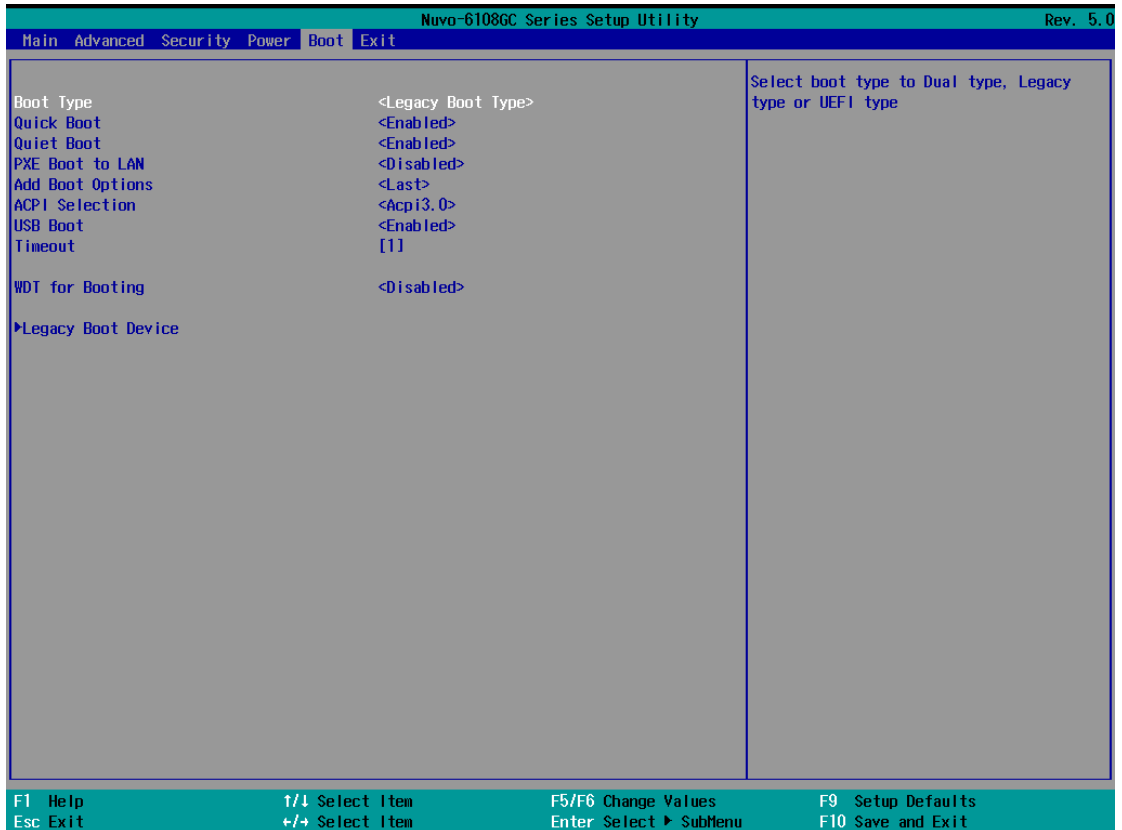 Nuvo-6108GC Series Setup Utility Rev. 5.0
Main Advanced Security Power Boot Exit
Boot Type <Legacy Boot Type>
Quick Boot <Enabled>
Quiet Boot <Enabled>
PXE Boot to LAN <Disabled>
Add Boot Options <Last>
ACPI Selection <Acpi3.0>
USB Boot <Enabled>
Timeout [1]
WDT for Booting <Disabled>
▶Legacy Boot Device
Select boot type to Dual type, Legacy
type or UEFI type
F1 Help ↑/↓ Select Item F5/F6 Change Values F9 Setup Defaults
Esc Exit ←/→ Select Item Enter Select ▶ SubMenu F10 Save and Exit